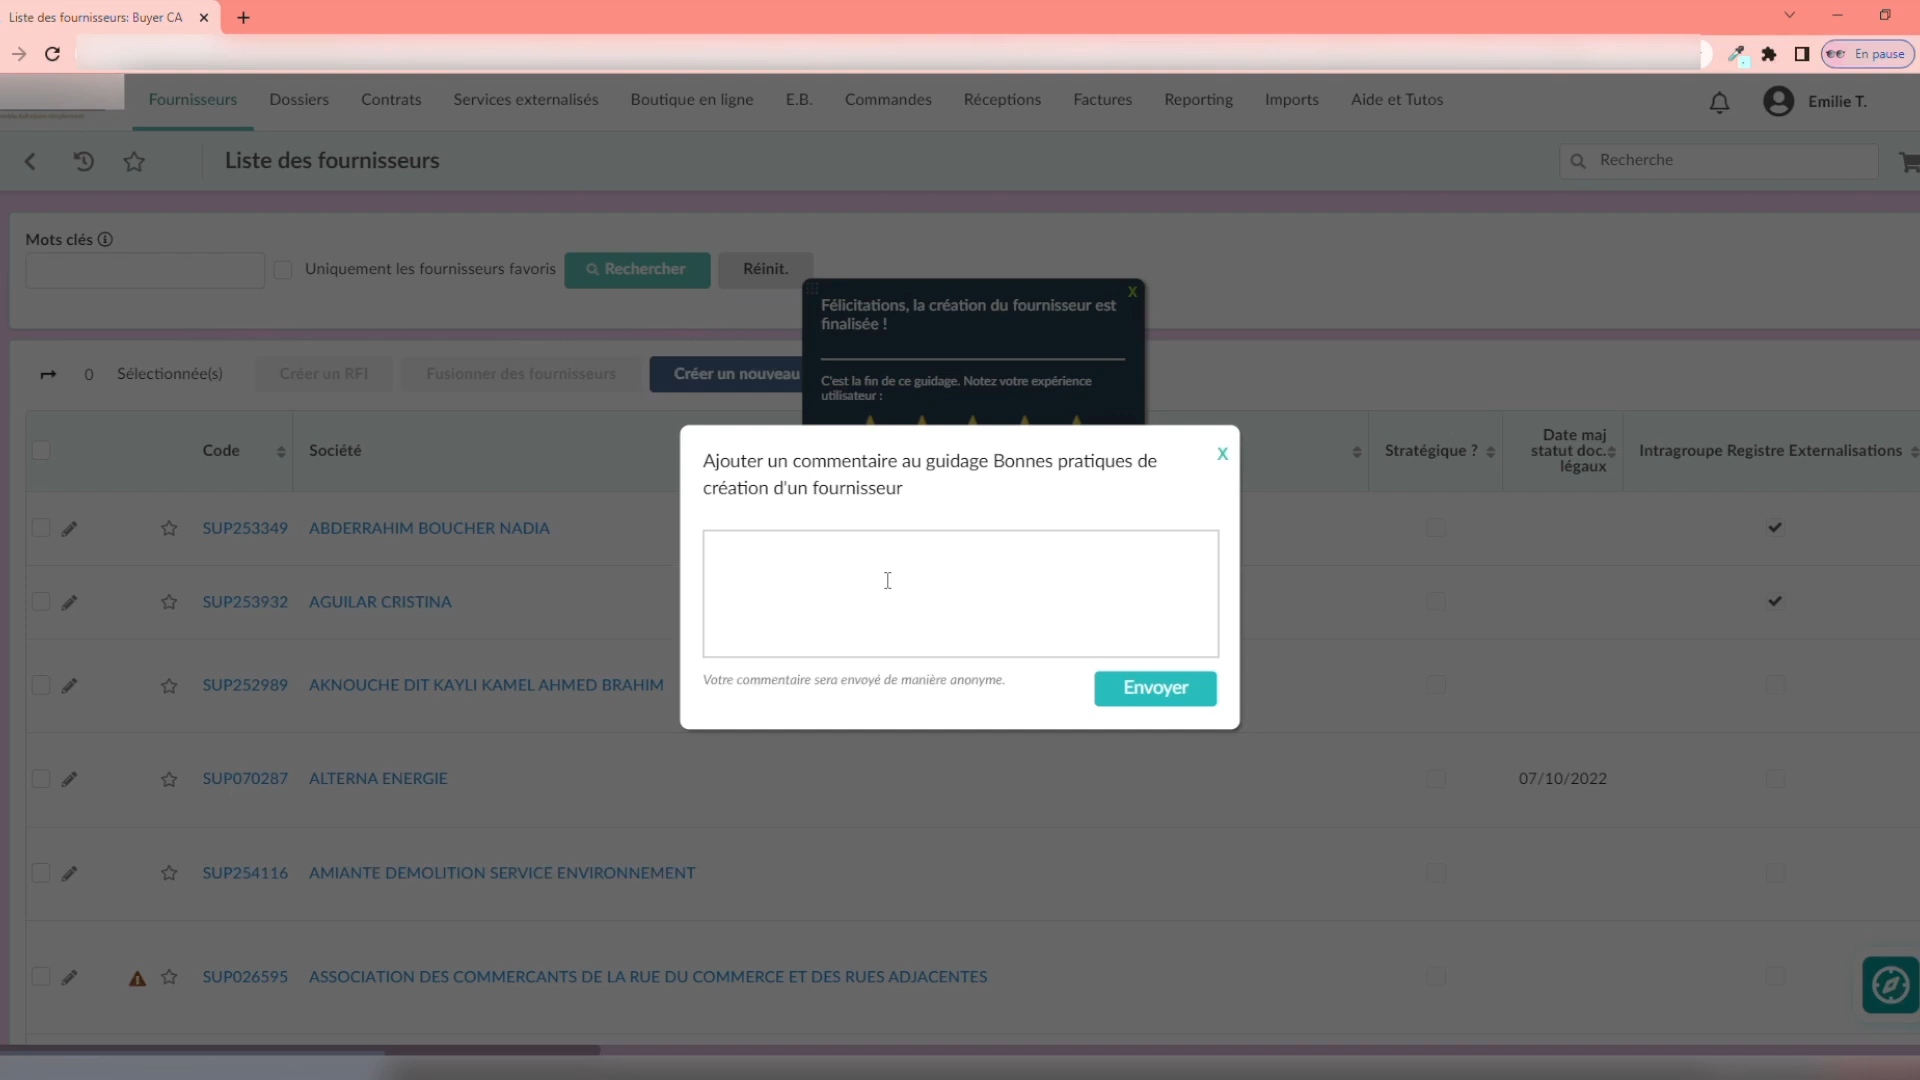 Liste des fournisseurs: Buyer CA
En pause
Fournisseurs Dossiers Contrats Services externalisés Boutique en ligne E.B. Commandes Réceptions Factures Reporting Imports Aide et Tutos Emilie T.
Liste des fournisseurs Recherche
Mots clés
Uniquement les fournisseurs favoris Rechercher Réinit.
Félicitations, la création du fournisseur est
finalisée !
X
0 Sélectionnée(s) Créer un RFI Fusionner des fournisseurs Créer un nouveau
C'est la fin de ce guidage. Notez votre expérience
utilisateur :
Code Société Stratégique ? Date maj
statut doc.
légaux
Intragroupe Registre Externalisations
Ajouter un commentaire au guidage Bonnes pratiques de
création d'un fournisseur
X
Votre commentaire sera envoyé de manière anonyme.
Envoyer
SUP253349 ABDERRAHIM BOUCHER NADIA
SUP253932 AGUILAR CRISTINA
SUP252989 AKNOUCHE DIT KAYLI KAMEL AHMED BRAHIM
SUP070287 ALTERNA ENERGIE 07/10/2022
SUP254116 AMIANTE DEMOLITION SERVICE ENVIRONNEMENT
SUP026595 ASSOCIATION DES COMMERCANTS DE LA RUE DU COMMERCE ET DES RUES ADJACENTES